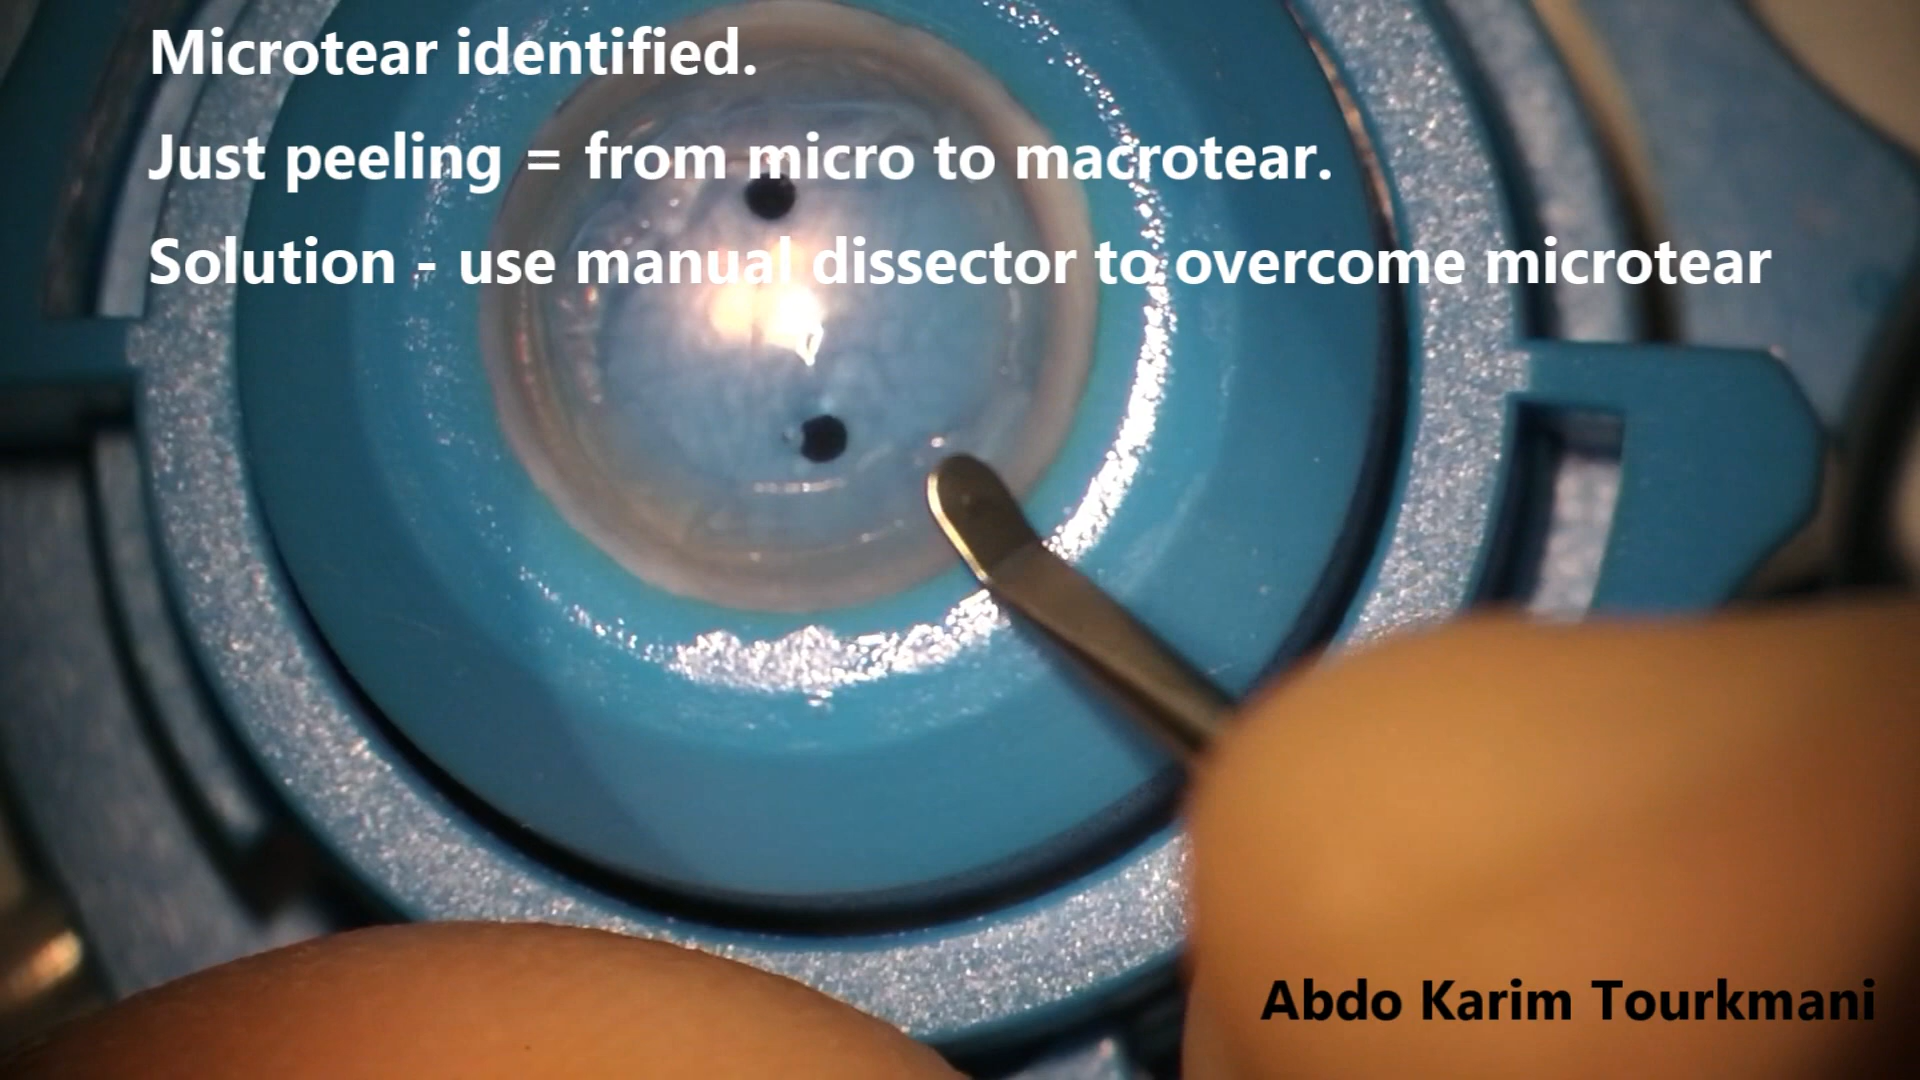 Microtear identified.
Just peeling = from micro to macrotear.
Solution - use manual dissector to overcome microtear
Abdo Karim Tourkmani